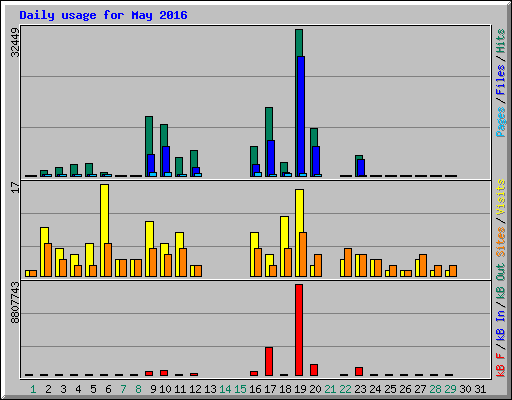 Daily usage for May 2016
32449
Pages / Files / Hits
17
Sites / Visits
8807743
kB F / kB In / kB Out
1 2 3 4 5 6 7 8 9 10 11 12 13 14 15 16 17 18 19 20 21 22 23 24 25 26 27 28 29 30 31